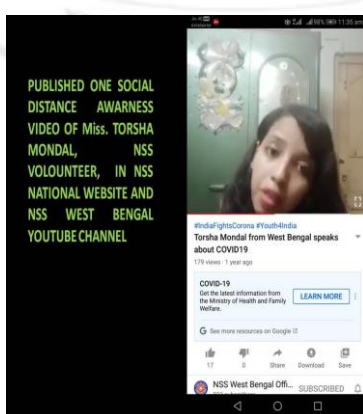 PUBLISHED ONE SOCIAL
DISTANCE AWARNESS
VIDEO OF Miss. TORSHA
MONDAL, NSS
VOLOUNTEER, IN NSS
NATIONAL WEBSITE AND
NSS WEST BENGAL
YOUTUBE CHANNEL
11:35 am
#IndiaFightsCorona #Youth4India
Torsha Mondal from West Bengal speaks
about COVID19
179 views · 1 year ago
COVID-19
Get the latest information from
the Ministry of Health and Family
Welfare.
LEARN MORE
G See more resources on Google
17 0 Share Download Save
NSS West Bengal Offi... SUBSCRIBED